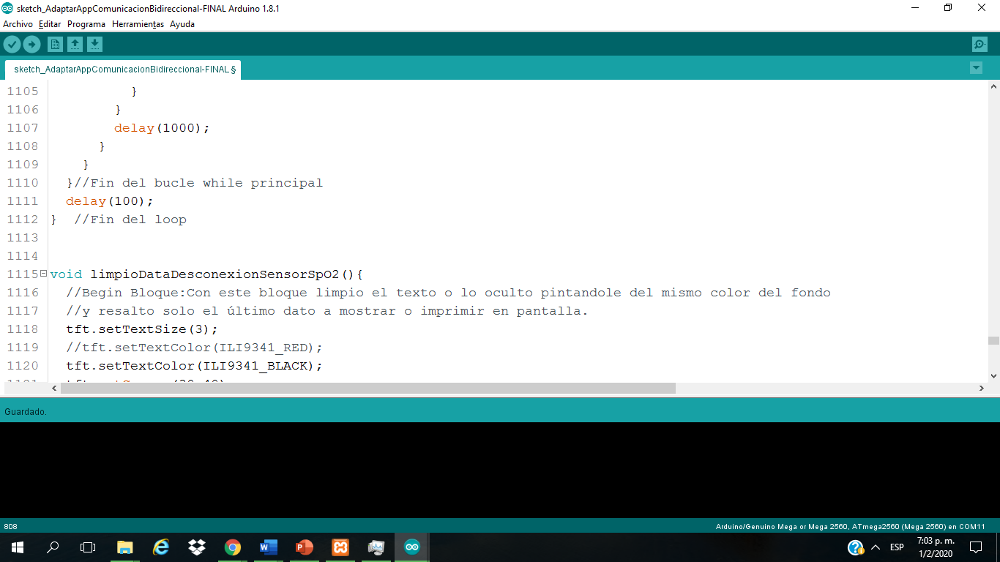 sketch_AdaptarAppComunicacionBidireccional-FINAL Arduino 1.8.1
Archivo Editar Programa Herramientas Ayuda
sketch_AdaptarAppComunicacionBidireccional-FINAL §
1105 }
1106 }
1107 delay(1000);
1108 }
1109 }
1110 }//Fin del bucle while principal
1111 delay(100);
1112 } //Fin del loop
1113
1114
1115 void limpioDataDesconexionSensorSpO2(){
1116 //Begin Bloque:Con este bloque limpio el texto o lo oculto pintandole del mismo color del fondo
1117 //y resalto solo el último dato a mostrar o imprimir en pantalla.
1118 tft.setTextSize(3);
1119 //tft.setTextColor(ILI9341_RED);
1120 tft.setTextColor(ILI9341_BLACK);
Guardado.
808
Arduino/Genuino Mega or Mega 2560, ATmega2560 (Mega 2560) en COM11
ESP
7:03 p. m.
1/2/2020